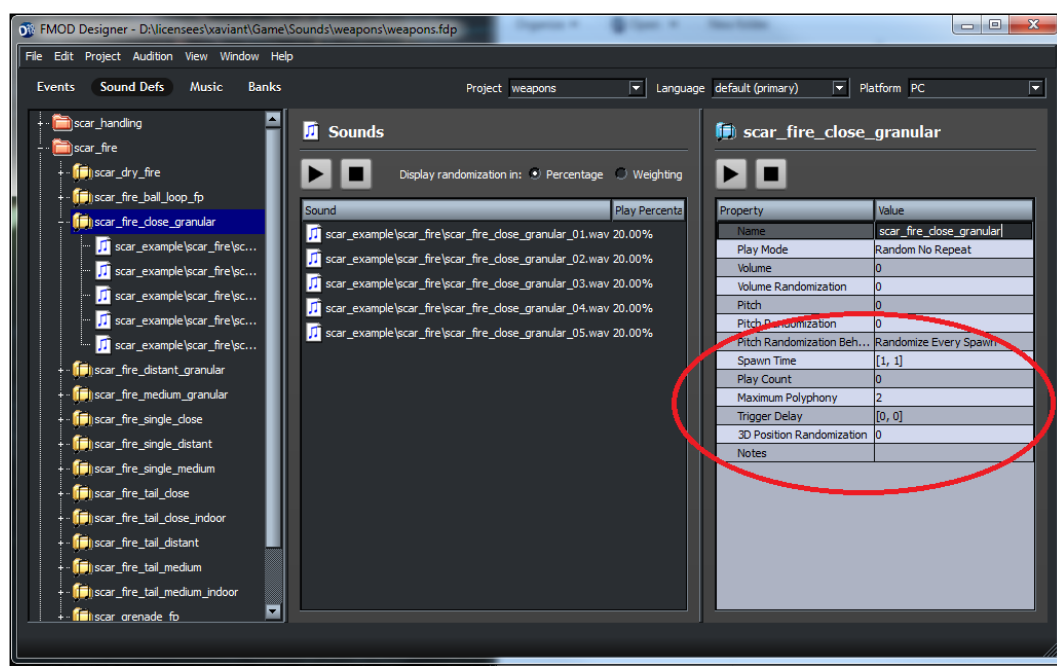 FMOD Designer - D:\licensees\xaviant\Game\Sounds\weapons\weapons.fdp
File Edit Project Audition View Window Help
Events Sound Defs Music Banks Project weapons Language default (primary) Platform PC
scar_handling
scar_fire
scar_dry_fire
scar_fire_ball_loop_fp
scar_fire_close_granular
scar_example\scar_fire\sc...
scar_example\scar_fire\sc...
scar_example\scar_fire\sc...
scar_example\scar_fire\sc...
scar_example\scar_fire\sc...
scar_fire_distant_granular
scar_fire_medium_granular
scar_fire_single_close
scar_fire_single_distant
scar_fire_single_medium
scar_fire_tail_close
scar_fire_tail_close_indoor
scar_fire_tail_distant
scar_fire_tail_medium
scar_fire_tail_medium_indoor
scar_grenade_fp
Sounds
Display randomization in: Percentage Weighting
Sound Play Percenta
scar_example\scar_fire\scar_fire_close_granular_01.wav 20.00%
scar_example\scar_fire\scar_fire_close_granular_02.wav 20.00%
scar_example\scar_fire\scar_fire_close_granular_03.wav 20.00%
scar_example\scar_fire\scar_fire_close_granular_04.wav 20.00%
scar_example\scar_fire\scar_fire_close_granular_05.wav 20.00%
scar_fire_close_granular
Property Value
Name scar_fire_close_granular
Play Mode Random No Repeat
Volume 0
Volume Randomization 0
Pitch 0
Pitch Randomization 0
Pitch Randomization Beh... Randomize Every Spawn
Spawn Time [1, 1]
Play Count 0
Maximum Polyphony 2
Trigger Delay [0, 0]
3D Position Randomization 0
Notes